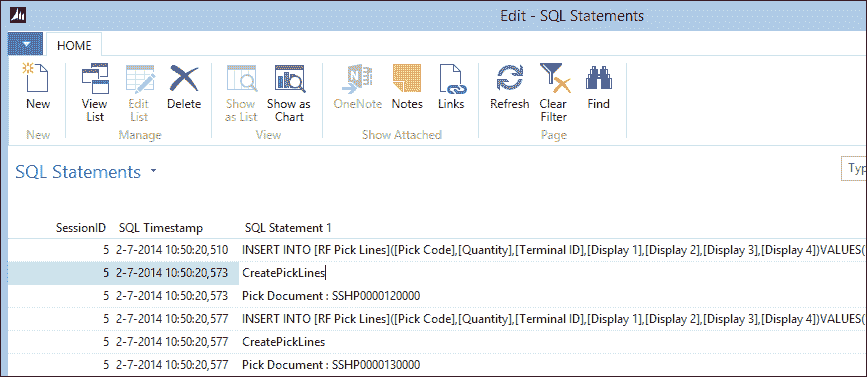 Edit - SQL Statements
HOME
New
View List
Edit List
Delete
Show as List
Show as Chart
OneNote
Notes
Links
Refresh
Clear Filter
Find
New
Manage
View
Show Attached
Page
SQL Statements
Typ
SessionID SQL Timestamp SQL Statement 1
5 2-7-2014 10:50:20,510 INSERT INTO [RF Pick Lines]([Pick Code],[Quantity],[Terminal ID],[Display 1],[Display 2],[Display 3],[Display 4])VALUES(
5 2-7-2014 10:50:20,573 CreatePickLines
5 2-7-2014 10:50:20,573 Pick Document : SSHP0000120000
5 2-7-2014 10:50:20,577 INSERT INTO [RF Pick Lines]([Pick Code],[Quantity],[Terminal ID],[Display 1],[Display 2],[Display 3],[Display 4])VALUES(
5 2-7-2014 10:50:20,577 CreatePickLines
5 2-7-2014 10:50:20,577 Pick Document : SSHP0000130000